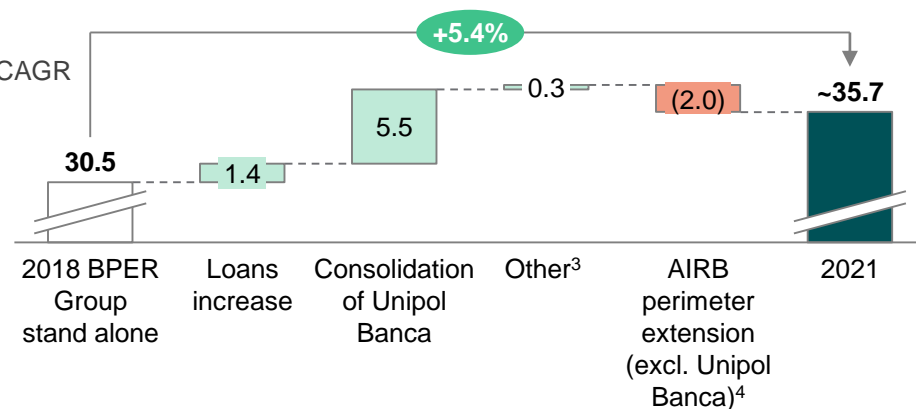 +5.4%
CAGR
30.5
1.4
5.5
0.3
(2.0)
~35.7
2018 BPER
Group
stand alone
Loans
increase
Consolidation
of Unipol
Banca
Other³
AIRB
perimeter
extension
(excl. Unipol
Banca)⁴
2021